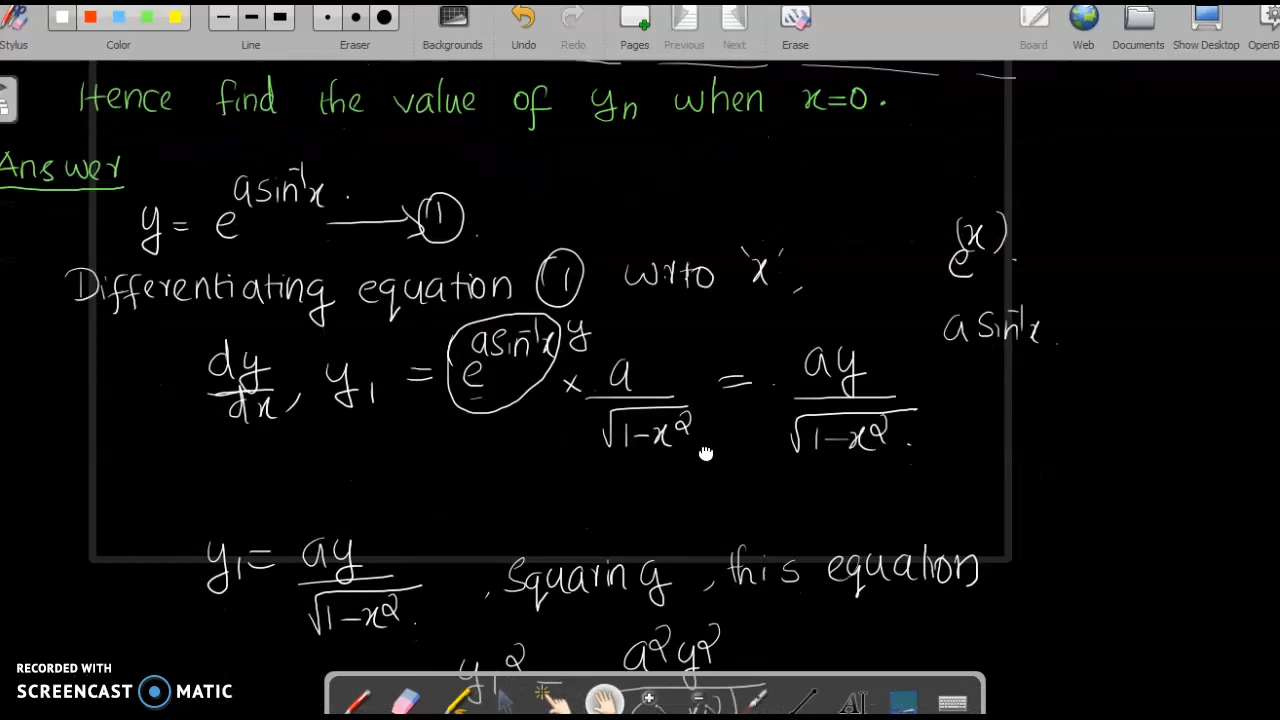 Stylus Color Line Eraser Backgrounds Undo Redo Pages Previous Next Erase Board Web Documents Show Desktop OpenB
Hence find the value of yₙ when x=0.
Answer
y = e^(a sin⁻¹x) . → ①
e^(x) .
Differentiating equation ① w.r.to 'x',
a sin⁻¹x .
dy/dx, y₁ = e^(a sin⁻¹x) y × a/√(1-x²) = ay/√(1-x²) .
y₁ = ay/√(1-x²) . , squaring , this equation
y₁² = a²y²
RECORDED WITH
SCREENCAST MATIC